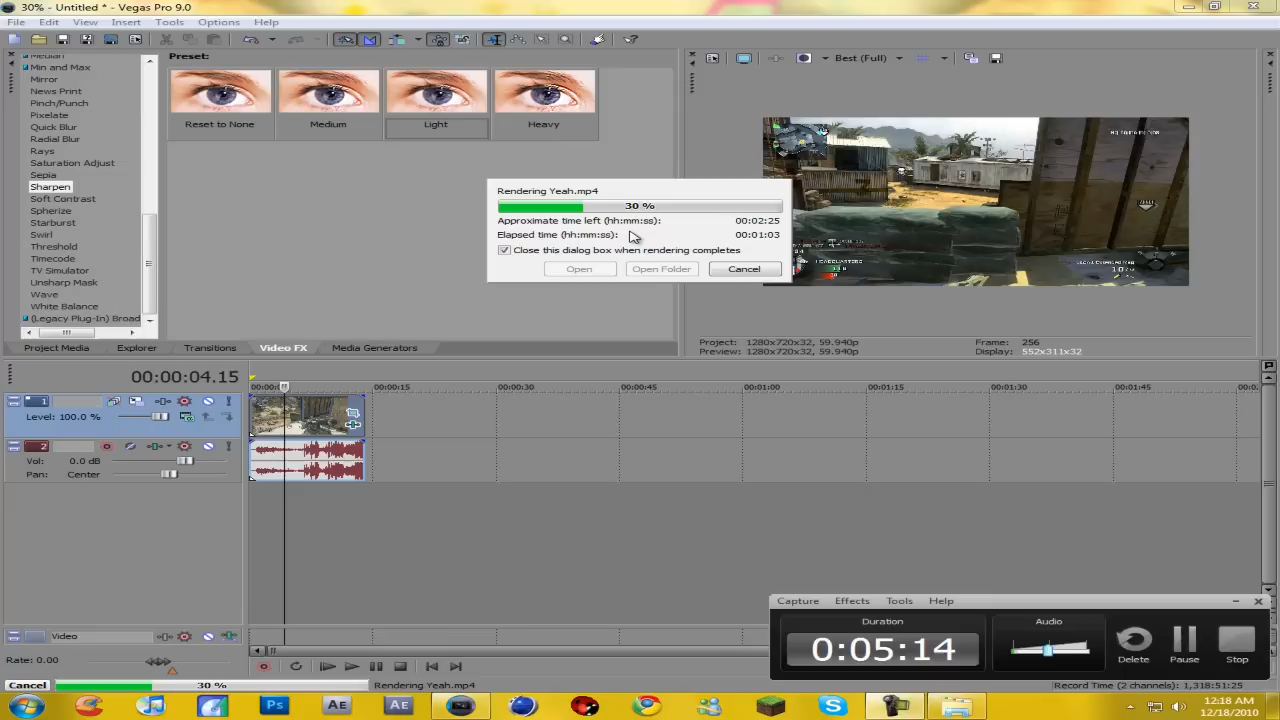 30% - Untitled * - Vegas Pro 9.0
File Edit View Insert Tools Options Help
Median
Min and Max
Mirror
News Print
Pinch/Punch
Pixelate
Quick Blur
Radial Blur
Rays
Saturation Adjust
Sepia
Sharpen
Soft Contrast
Spherize
Starburst
Swirl
Threshold
Timecode
TV Simulator
Unsharp Mask
Wave
White Balance
(Legacy Plug-In) Broad
Preset:
Reset to None Medium Light Heavy
Project Media Explorer Transitions Video FX Media Generators
Best (Full)
Rendering Yeah.mp4
30 %
Approximate time left (hh:mm:ss): 00:02:25
Elapsed time (hh:mm:ss): 00:01:03
Close this dialog box when rendering completes
Open Open Folder Cancel
Project: 1280x720x32, 59.940p Frame: 256
Preview: 1280x720x32, 59.940p Display: 552x311x32
00:00:04.15
00:00:15 00:00:30 00:00:45 00:01:00 00:01:15 00:01:30 00:01:45
1
Level: 100.0 %
2
Vol: 0.0 dB
Pan: Center
Video
Rate: 0.00
Capture Effects Tools Help
Duration
0:05:14
Audio
Delete Pause Stop
Cancel 30 % Rendering Yeah.mp4
Record Time (2 channels): 1,318:51:25
Ps Ae Ae
12:18 AM
12/18/2010